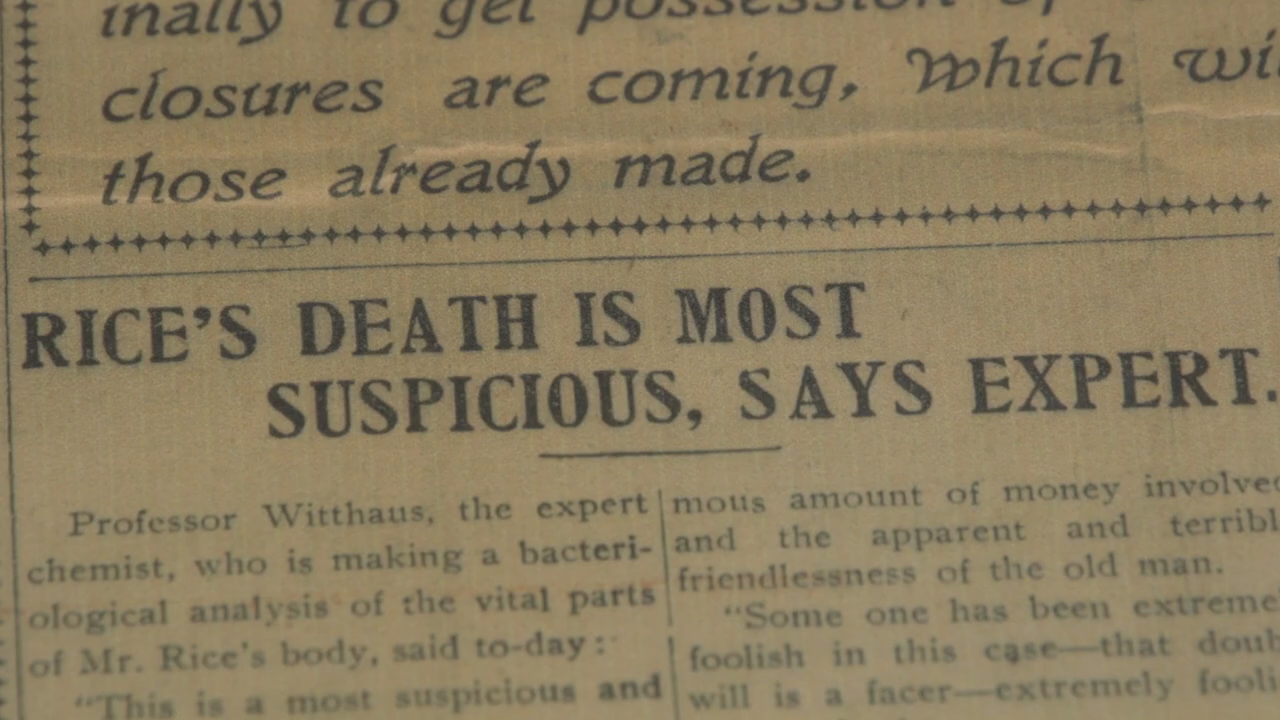 inally to get possession of
closures are coming, Which
those already made.
RICE'S DEATH IS MOST
SUSPICIOUS, SAYS EXPERT.
Professor Witthaus, the expert
chemist, who is making a bacteri-
ological analysis of the vital parts
of Mr. Rice's body, said to-day:
"This is a most suspicious and
mous amount of money involved
and the apparent and terribl
friendlessness of the old man.
"Some one has been extreme
foolish in this case—that doub
will is a facer—extremely fooli